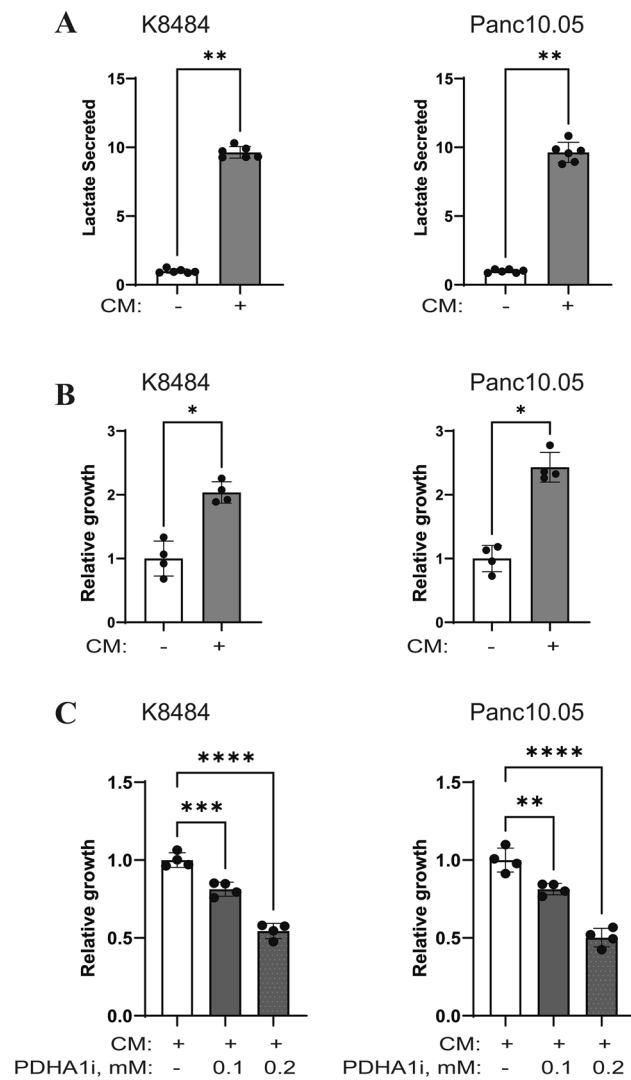 A
K8484
Panc10.05
**
**
Lactate Secreted
15
10
5
0
Lactate Secreted
15
10
5
0
CM: - +
CM: - +
B
K8484
Panc10.05
*
*
Relative growth
3
2
1
0
Relative growth
3
2
1
0
CM: - +
CM: - +
C
K8484
Panc10.05
****
***
****
**
Relative growth
1.5
1.0
0.5
0.0
Relative growth
1.5
1.0
0.5
0.0
CM: + + +
PDHA1i, mM: - 0.1 0.2
CM: + + +
PDHA1i, mM: - 0.1 0.2